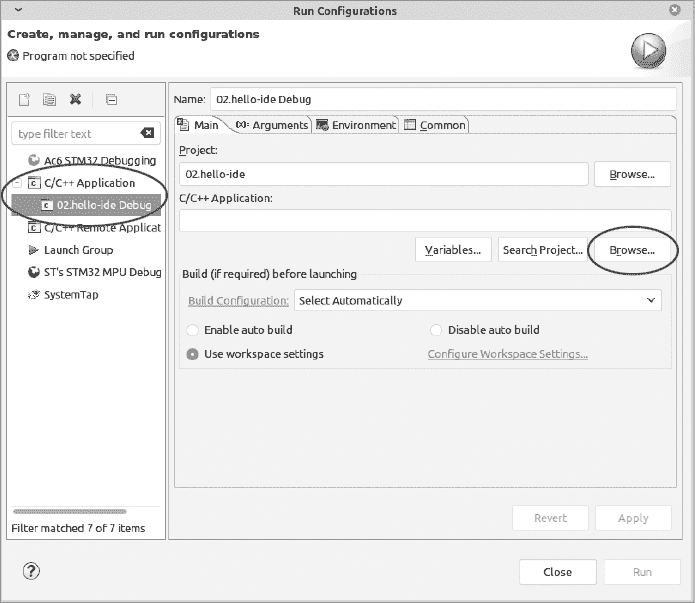 Run Configurations
Create, manage, and run configurations
Program not specified
type filter text
Ac6 STM32 Debugging
C/C++ Application
02.hello-ide Debug
C/C++ Remote Applicat
Launch Group
ST's STM32 MPU Debug
SystemTap
Filter matched 7 of 7 items
Name: 02.hello-ide Debug
Main Arguments Environment Common
Project:
02.hello-ide Browse...
C/C++ Application:
Variables... Search Project... Browse...
Build (if required) before launching
Build Configuration: Select Automatically
Enable auto build Disable auto build
Use workspace settings Configure Workspace Settings...
Revert Apply
? Close Run